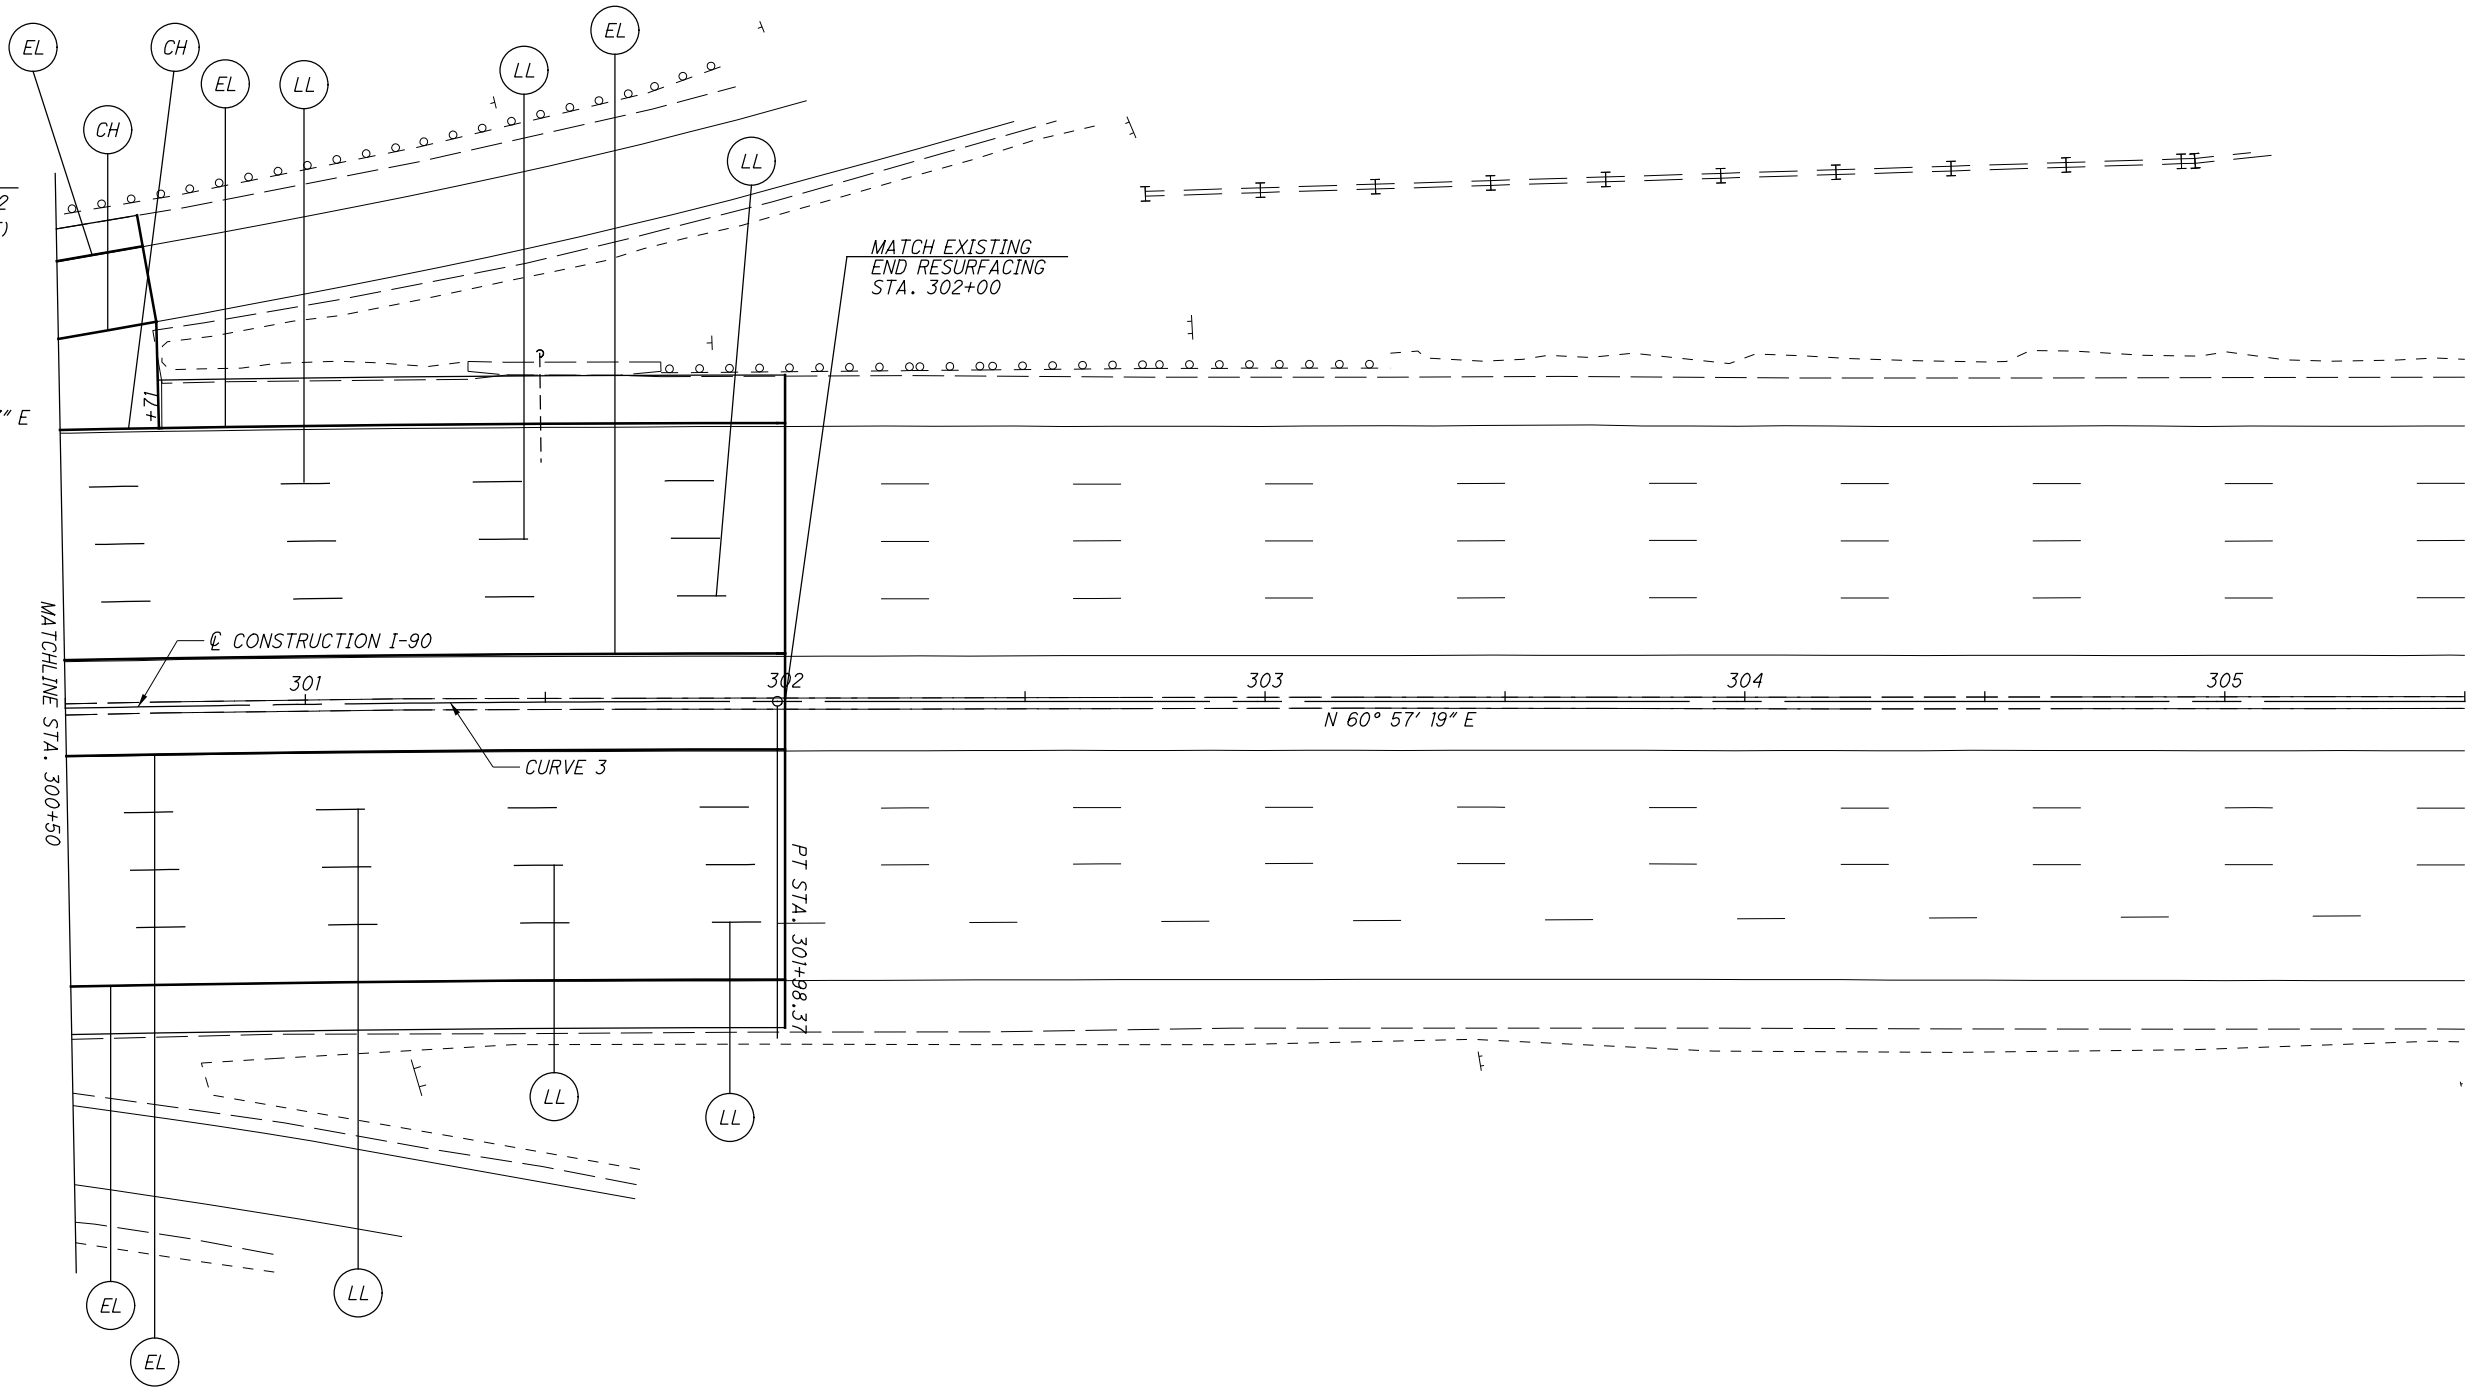 EL
CH
EL
LL
LL
EL
CH
LL
2
)
MATCH EXISTING
END RESURFACING
STA. 302+00
+71
" E
MATCHLINE STA. 300+50
℄ CONSTRUCTION I-90
301
302
303
304
305
N 60° 57' 19" E
CURVE 3
PT STA. 301+98.37
LL
LL
LL
EL
EL